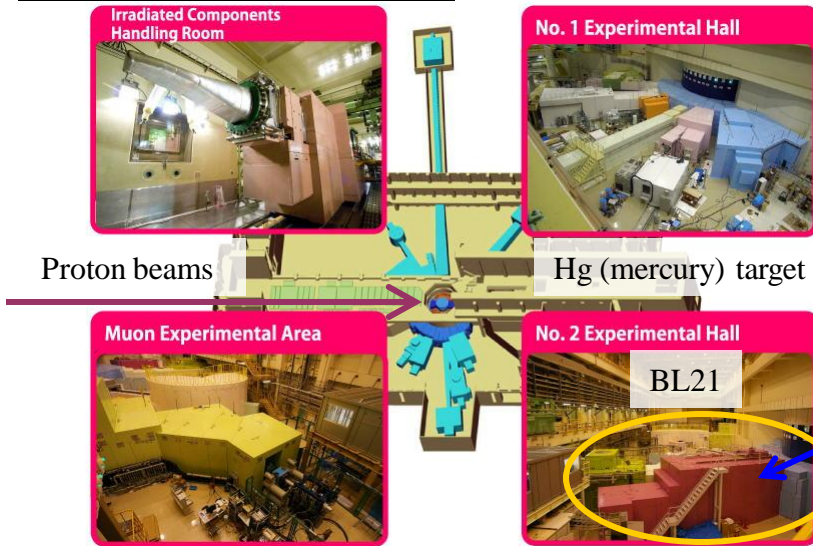 Irradiated Components
Handling Room
No. 1 Experimental Hall
Proton beams
Hg (mercury) target
Muon Experimental Area
No. 2 Experimental Hall
BL21